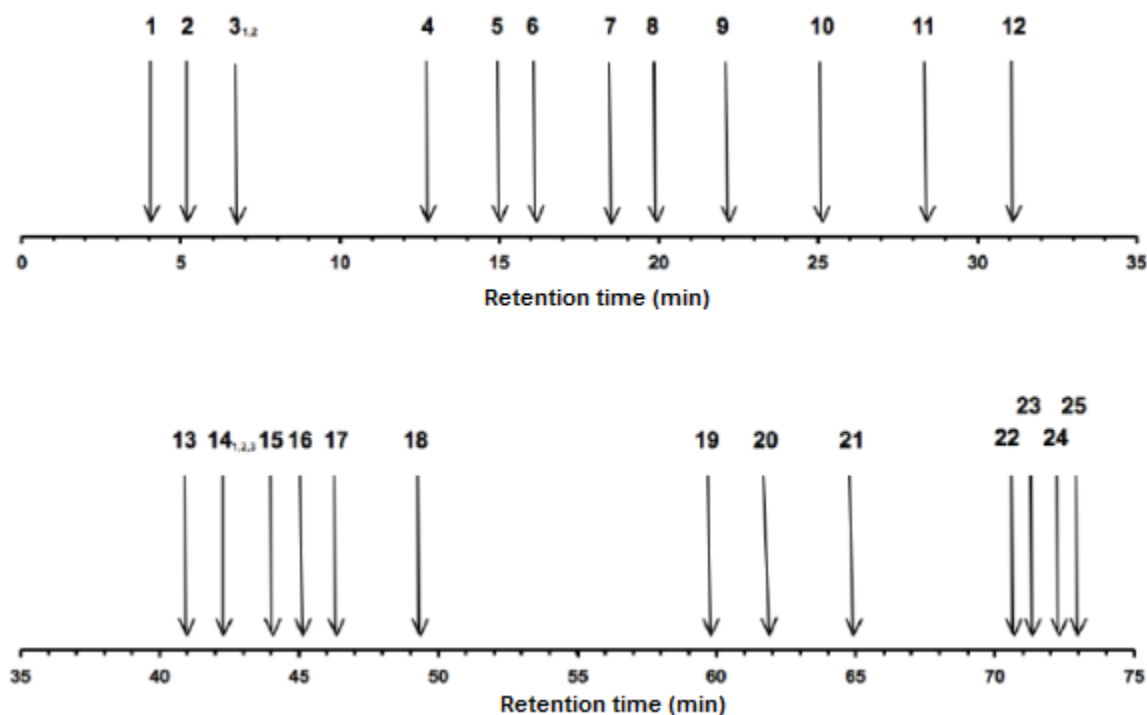 1 2 3₁,₂ 4 5 6 7 8 9 10 11 12
0 5 10 15 20 25 30 35
Retention time (min)
23 25
13 14₁,₂,₃ 15 16 17 18 19 20 21 22 24
35 40 45 50 55 60 65 70 75
Retention time (min)